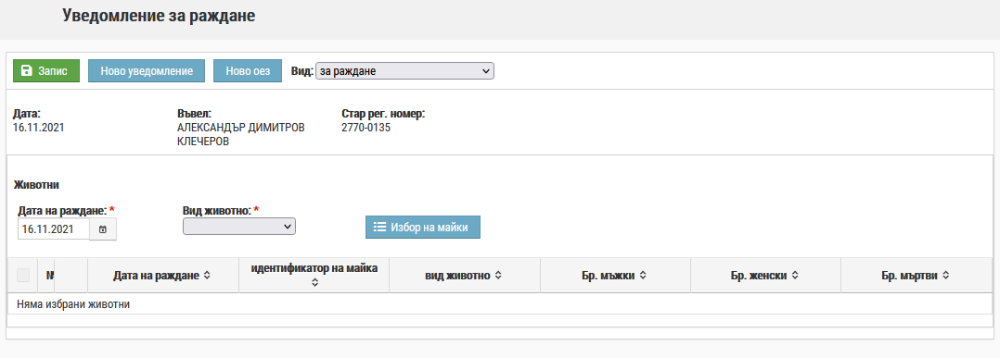 Уведомление за раждане
Запис
Ново уведомление
Ново оез
Вид: за раждане
Дата:
16.11.2021
Въвел:
АЛЕКСАНДЪР ДИМИТРОВ
КЛЕЧЕРОВ
Стар рег. номер:
2770-0135
Животни
Дата на раждане: *
16.11.2021
Вид животно: *
Избор на майки
№
Дата на раждане
идентификатор на майка
вид животно
Бр. мъжки
Бр. женски
Бр. мъртви
Няма избрани животни